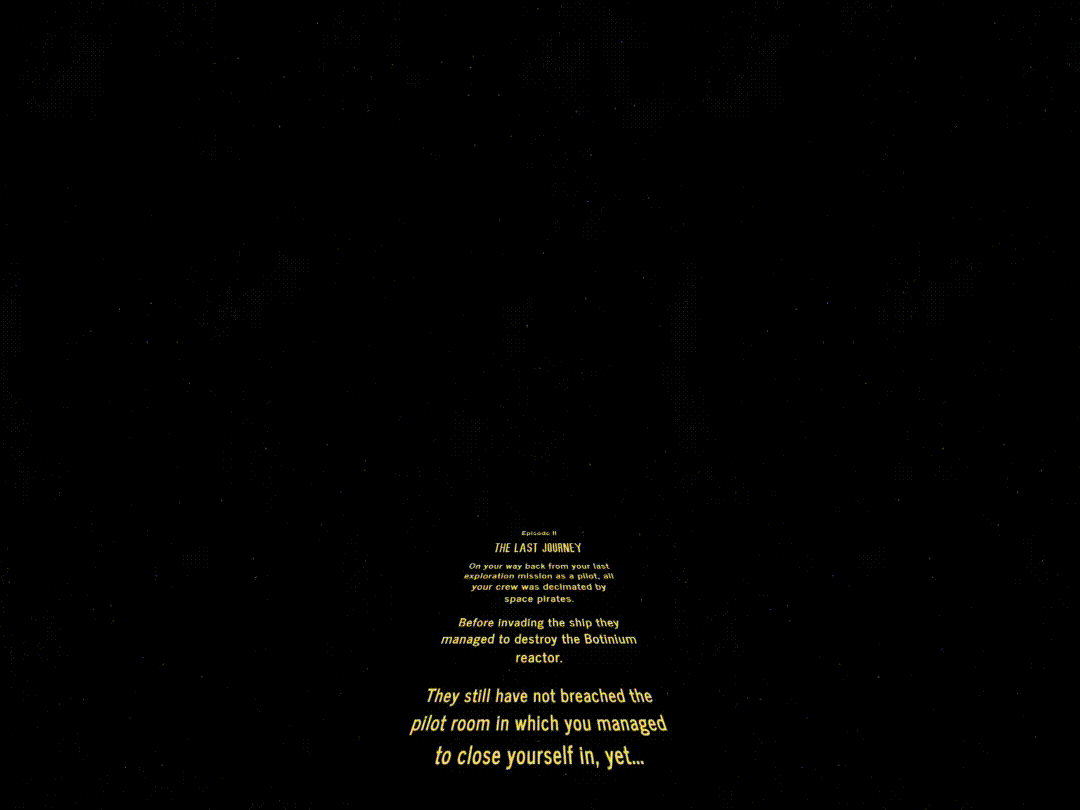 Episode II
THE LAST JOURNEY
On your way back from your last
exploration mission as a pilot, all
your crew was decimated by
space pirates.
Before invading the ship they
managed to destroy the Botinium
reactor.
They still have not breached the
pilot room in which you managed
to close yourself in, yet...